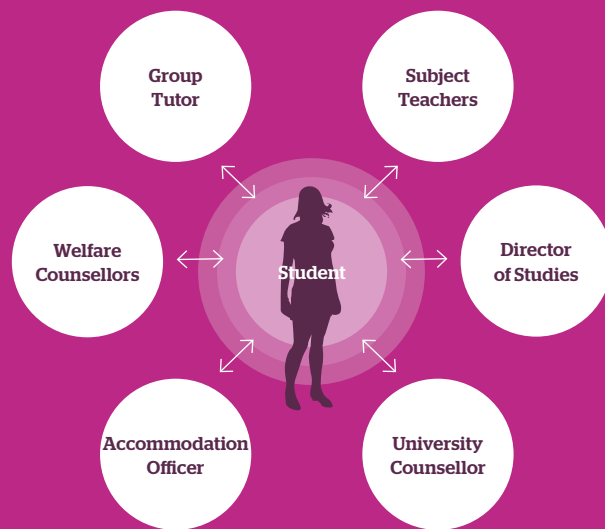 Group
Tutor
Subject
Teachers
Welfare
Counsellors
Student
Director
of Studies
Accommodation
Officer
University
Counsellor